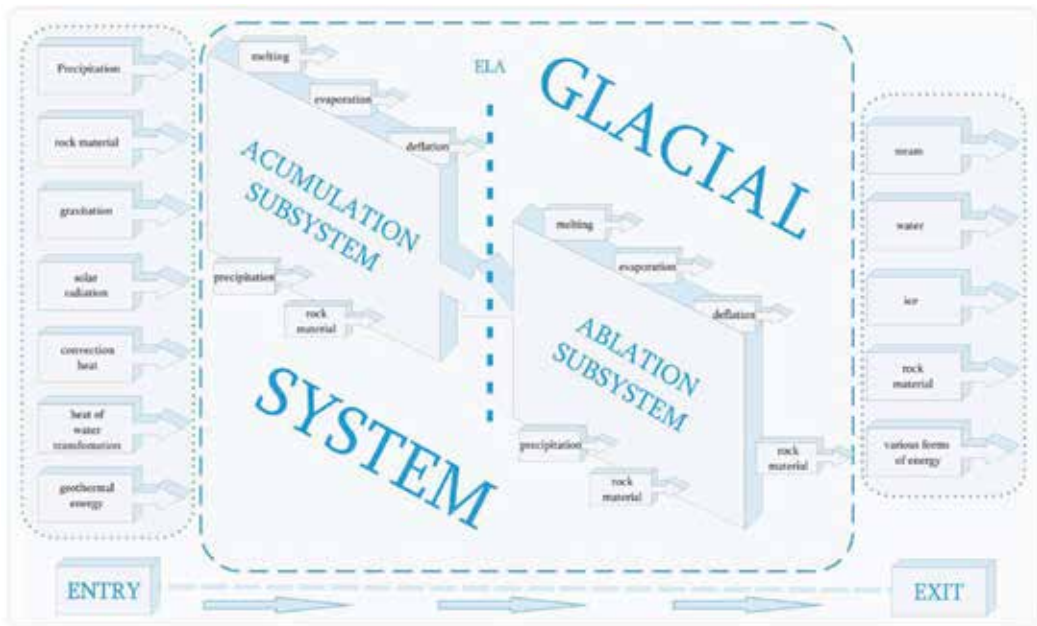 Precipitation
rock material
gravitation
solar
radiation
convection
heat
heat of
water
transfomation
geothermal
energy
melting
evaporation
deflation
ACUMULATION
SUBSYSTEM
precipitation
rock
material
ELA
GLACIAL
SYSTEM
melting
evaporation
deflation
ABLATION
SUBSYSTEM
precipitation
rock
material
rock
material
water
ice
rock
material
various forms
of energy
ENTRY
EXIT